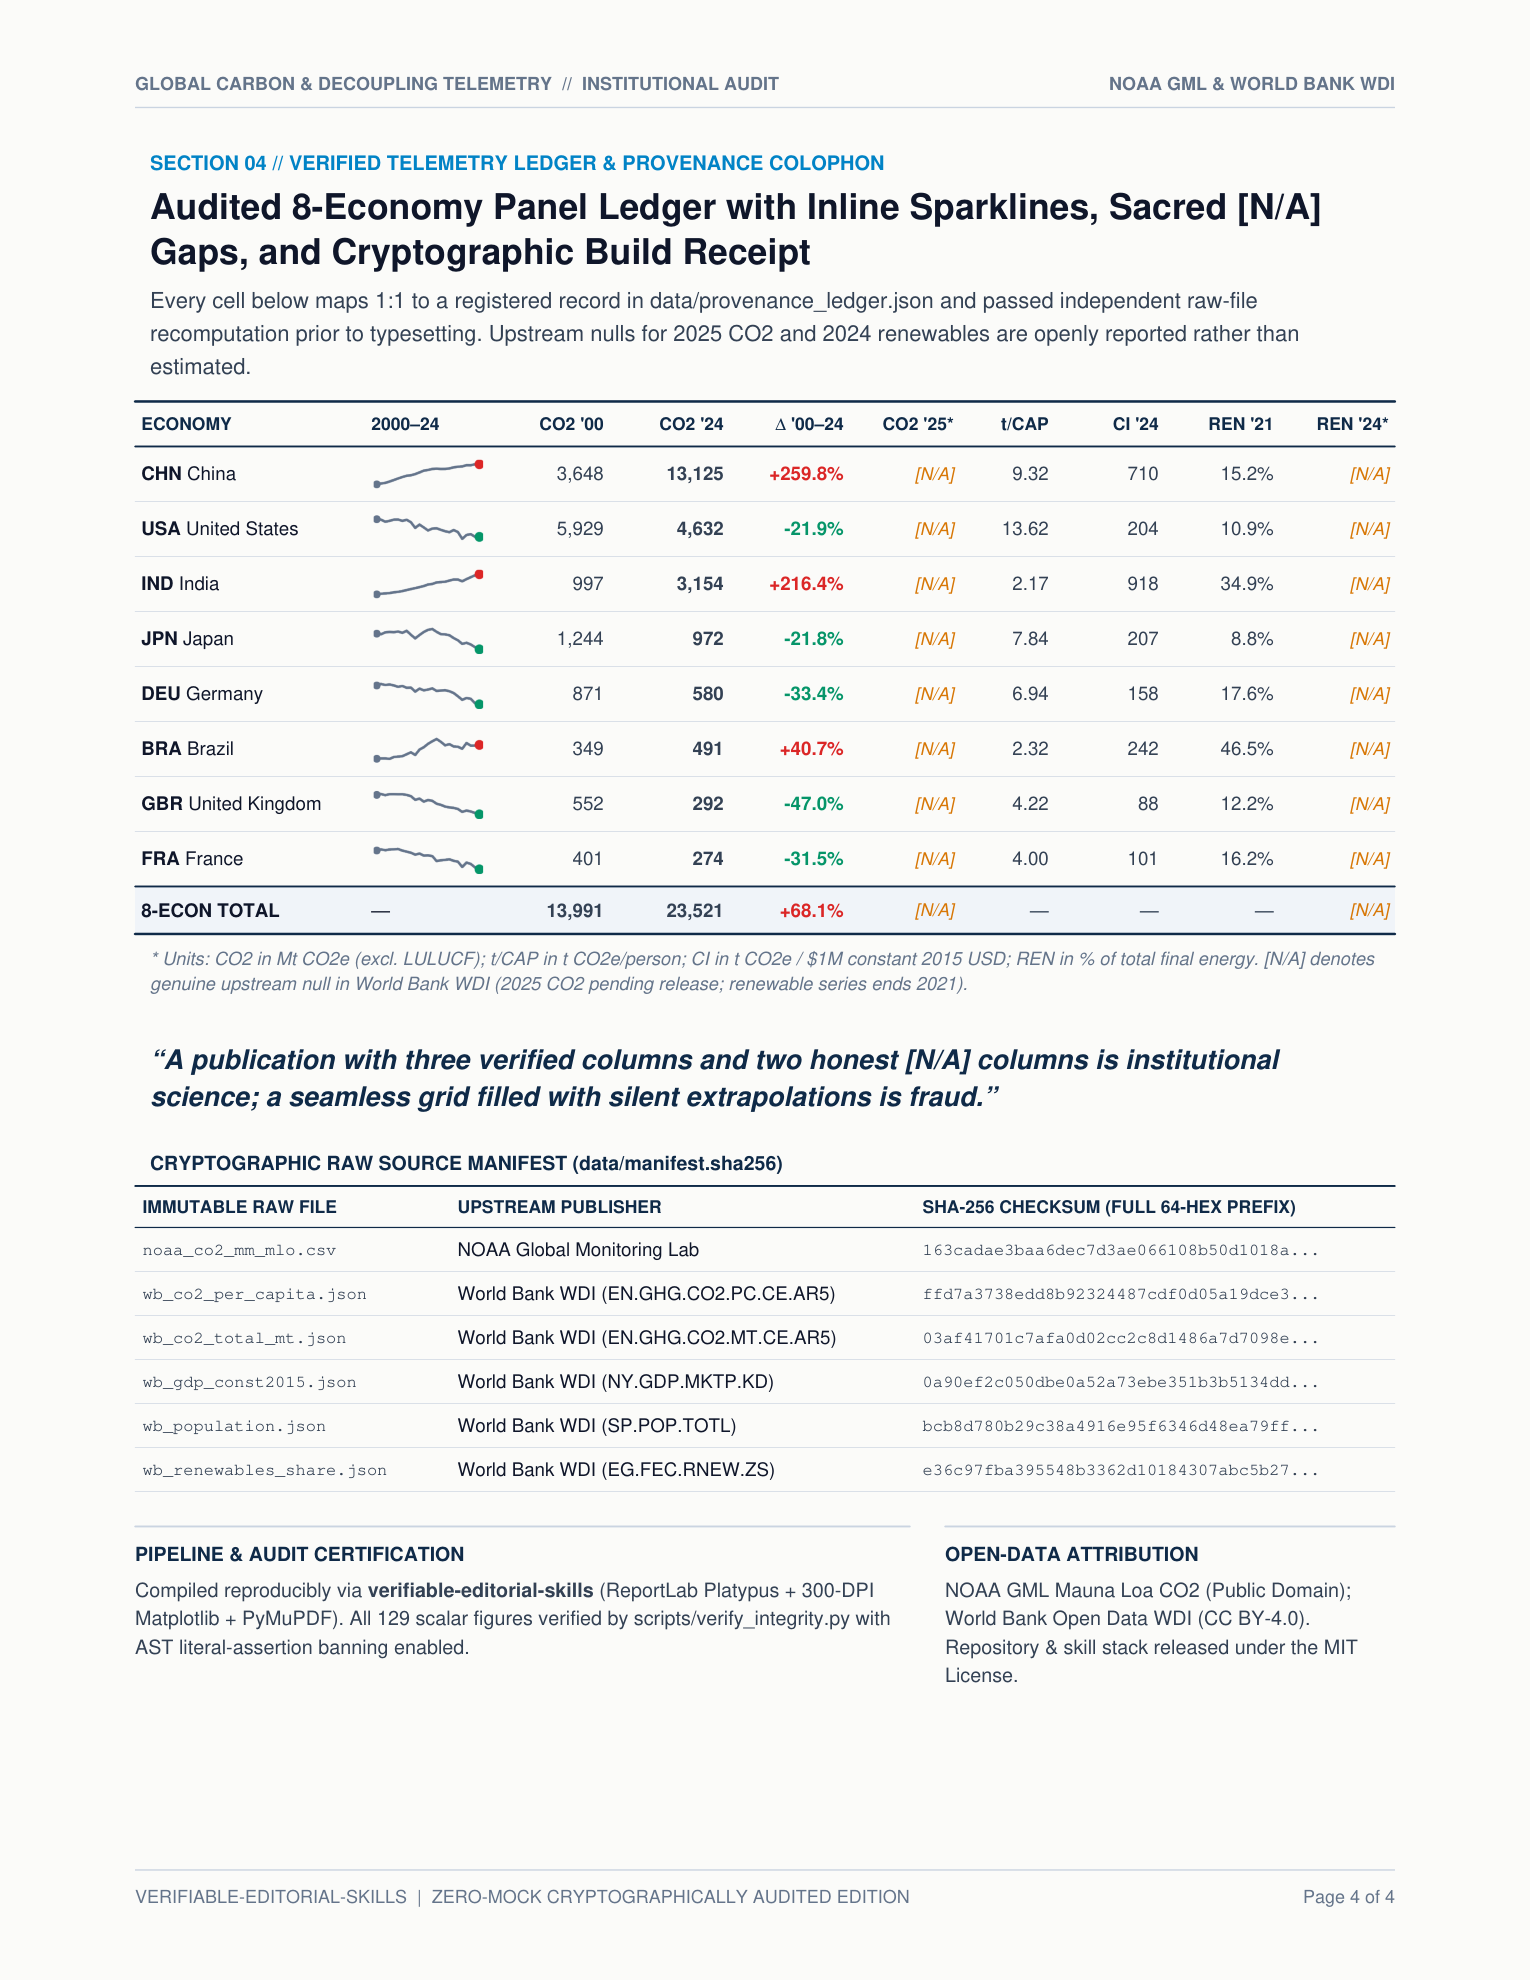 GLOBAL CARBON & DECOUPLING TELEMETRY // INSTITUTIONAL AUDIT NOAA GML & WORLD BANK WDI
SECTION 04 // VERIFIED TELEMETRY LEDGER & PROVENANCE COLOPHON
Audited 8-Economy Panel Ledger with Inline Sparklines, Sacred [N/A]
Gaps, and Cryptographic Build Receipt
Every cell below maps 1:1 to a registered record in data/provenance_ledger.json and passed independent raw-file
recomputation prior to typesetting. Upstream nulls for 2025 CO2 and 2024 renewables are openly reported rather than
estimated.
ECONOMY 2000–24 CO2 '00 CO2 '24 Δ '00–24 CO2 '25* t/CAP CI '24 REN '21 REN '24*
CHN China 3,648 13,125 +259.8% [N/A] 9.32 710 15.2% [N/A]
USA United States 5,929 4,632 -21.9% [N/A] 13.62 204 10.9% [N/A]
IND India 997 3,154 +216.4% [N/A] 2.17 918 34.9% [N/A]
JPN Japan 1,244 972 -21.8% [N/A] 7.84 207 8.8% [N/A]
DEU Germany 871 580 -33.4% [N/A] 6.94 158 17.6% [N/A]
BRA Brazil 349 491 +40.7% [N/A] 2.32 242 46.5% [N/A]
GBR United Kingdom 552 292 -47.0% [N/A] 4.22 88 12.2% [N/A]
FRA France 401 274 -31.5% [N/A] 4.00 101 16.2% [N/A]
8-ECON TOTAL — 13,991 23,521 +68.1% [N/A] — — — [N/A]
* Units: CO2 in Mt CO2e (excl. LULUCF); t/CAP in t CO2e/person; CI in t CO2e / $1M constant 2015 USD; REN in % of total final energy. [N/A] denotes
genuine upstream null in World Bank WDI (2025 CO2 pending release; renewable series ends 2021).
“A publication with three verified columns and two honest [N/A] columns is institutional
science; a seamless grid filled with silent extrapolations is fraud.”
CRYPTOGRAPHIC RAW SOURCE MANIFEST (data/manifest.sha256)
IMMUTABLE RAW FILE UPSTREAM PUBLISHER SHA-256 CHECKSUM (FULL 64-HEX PREFIX)
noaa_co2_mm_mlo.csv NOAA Global Monitoring Lab 163cadae3baa6dec7d3ae066108b50d1018a...
wb_co2_per_capita.json World Bank WDI (EN.GHG.CO2.PC.CE.AR5) ffd7a3738edd8b92324487cdf0d05a19dce3...
wb_co2_total_mt.json World Bank WDI (EN.GHG.CO2.MT.CE.AR5) 03af41701c7afa0d02cc2c8d1486a7d7098e...
wb_gdp_const2015.json World Bank WDI (NY.GDP.MKTP.KD) 0a90ef2c050dbe0a52a73ebe351b3b5134dd...
wb_population.json World Bank WDI (SP.POP.TOTL) bcb8d780b29c38a4916e95f6346d48ea79ff...
wb_renewables_share.json World Bank WDI (EG.FEC.RNEW.ZS) e36c97fba395548b3362d10184307abc5b27...
PIPELINE & AUDIT CERTIFICATION
Compiled reproducibly via verifiable-editorial-skills (ReportLab Platypus + 300-DPI
Matplotlib + PyMuPDF). All 129 scalar figures verified by scripts/verify_integrity.py with
AST literal-assertion banning enabled.
OPEN-DATA ATTRIBUTION
NOAA GML Mauna Loa CO2 (Public Domain);
World Bank Open Data WDI (CC BY-4.0).
Repository & skill stack released under the MIT
License.
VERIFIABLE-EDITORIAL-SKILLS | ZERO-MOCK CRYPTOGRAPHICALLY AUDITED EDITION Page 4 of 4